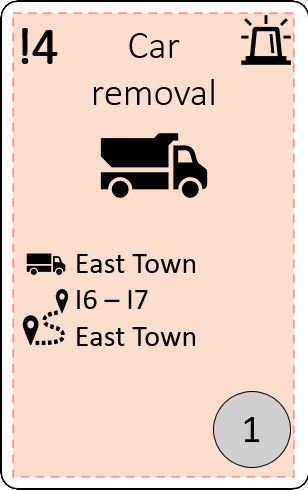 !4
Car
removal
East Town
I6 – I7
East Town
1